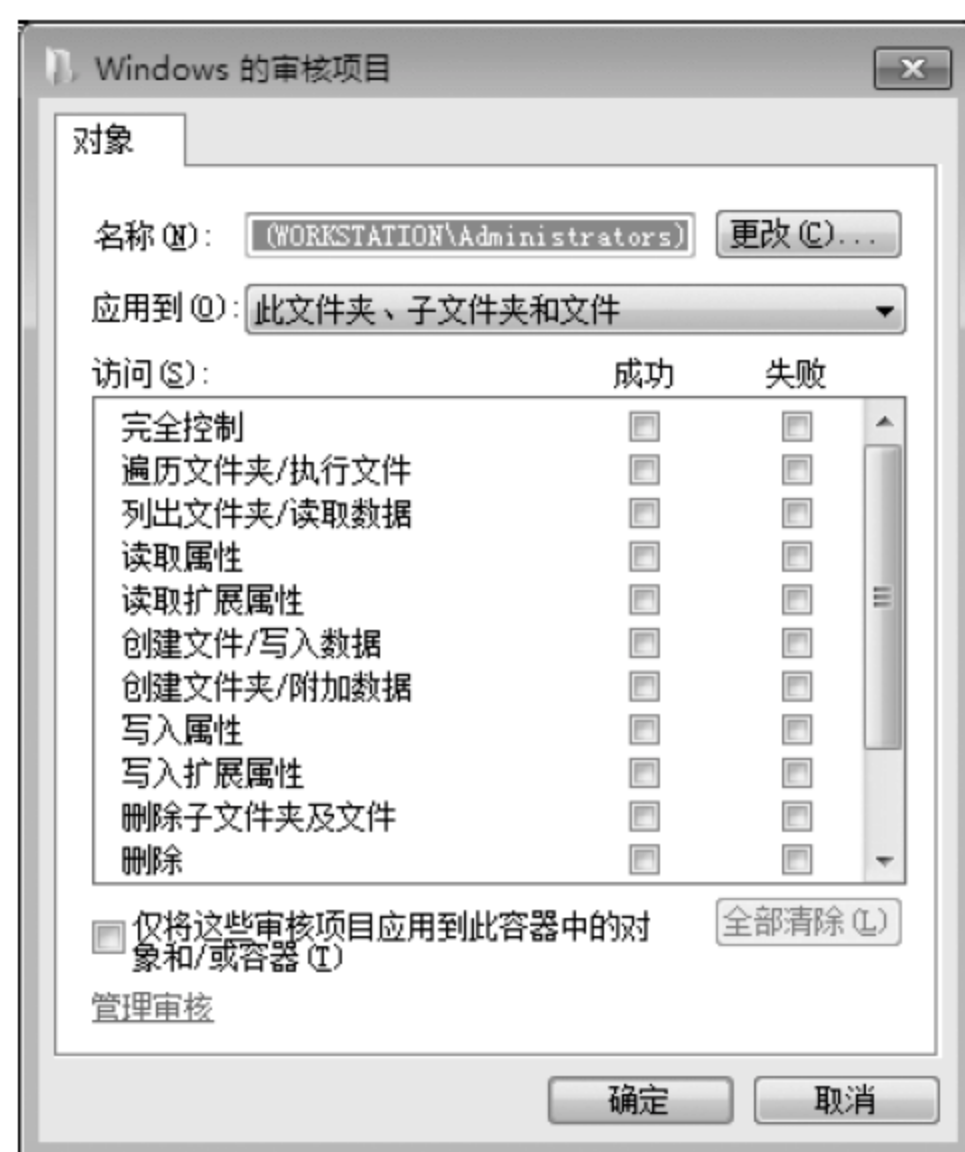 Windows 的审核项目
对象
名称(N): (WORKSTATION\Administrators) 更改(C)...
应用到(O): 此文件夹、子文件夹和文件
访问(S): 成功 失败
完全控制
遍历文件夹/执行文件
列出文件夹/读取数据
读取属性
读取扩展属性
创建文件/写入数据
创建文件夹/附加数据
写入属性
写入扩展属性
删除子文件夹及文件
删除
仅将这些审核项目应用到此容器中的对
象和/或容器(T)
全部清除(L)
管理审核
确定 取消